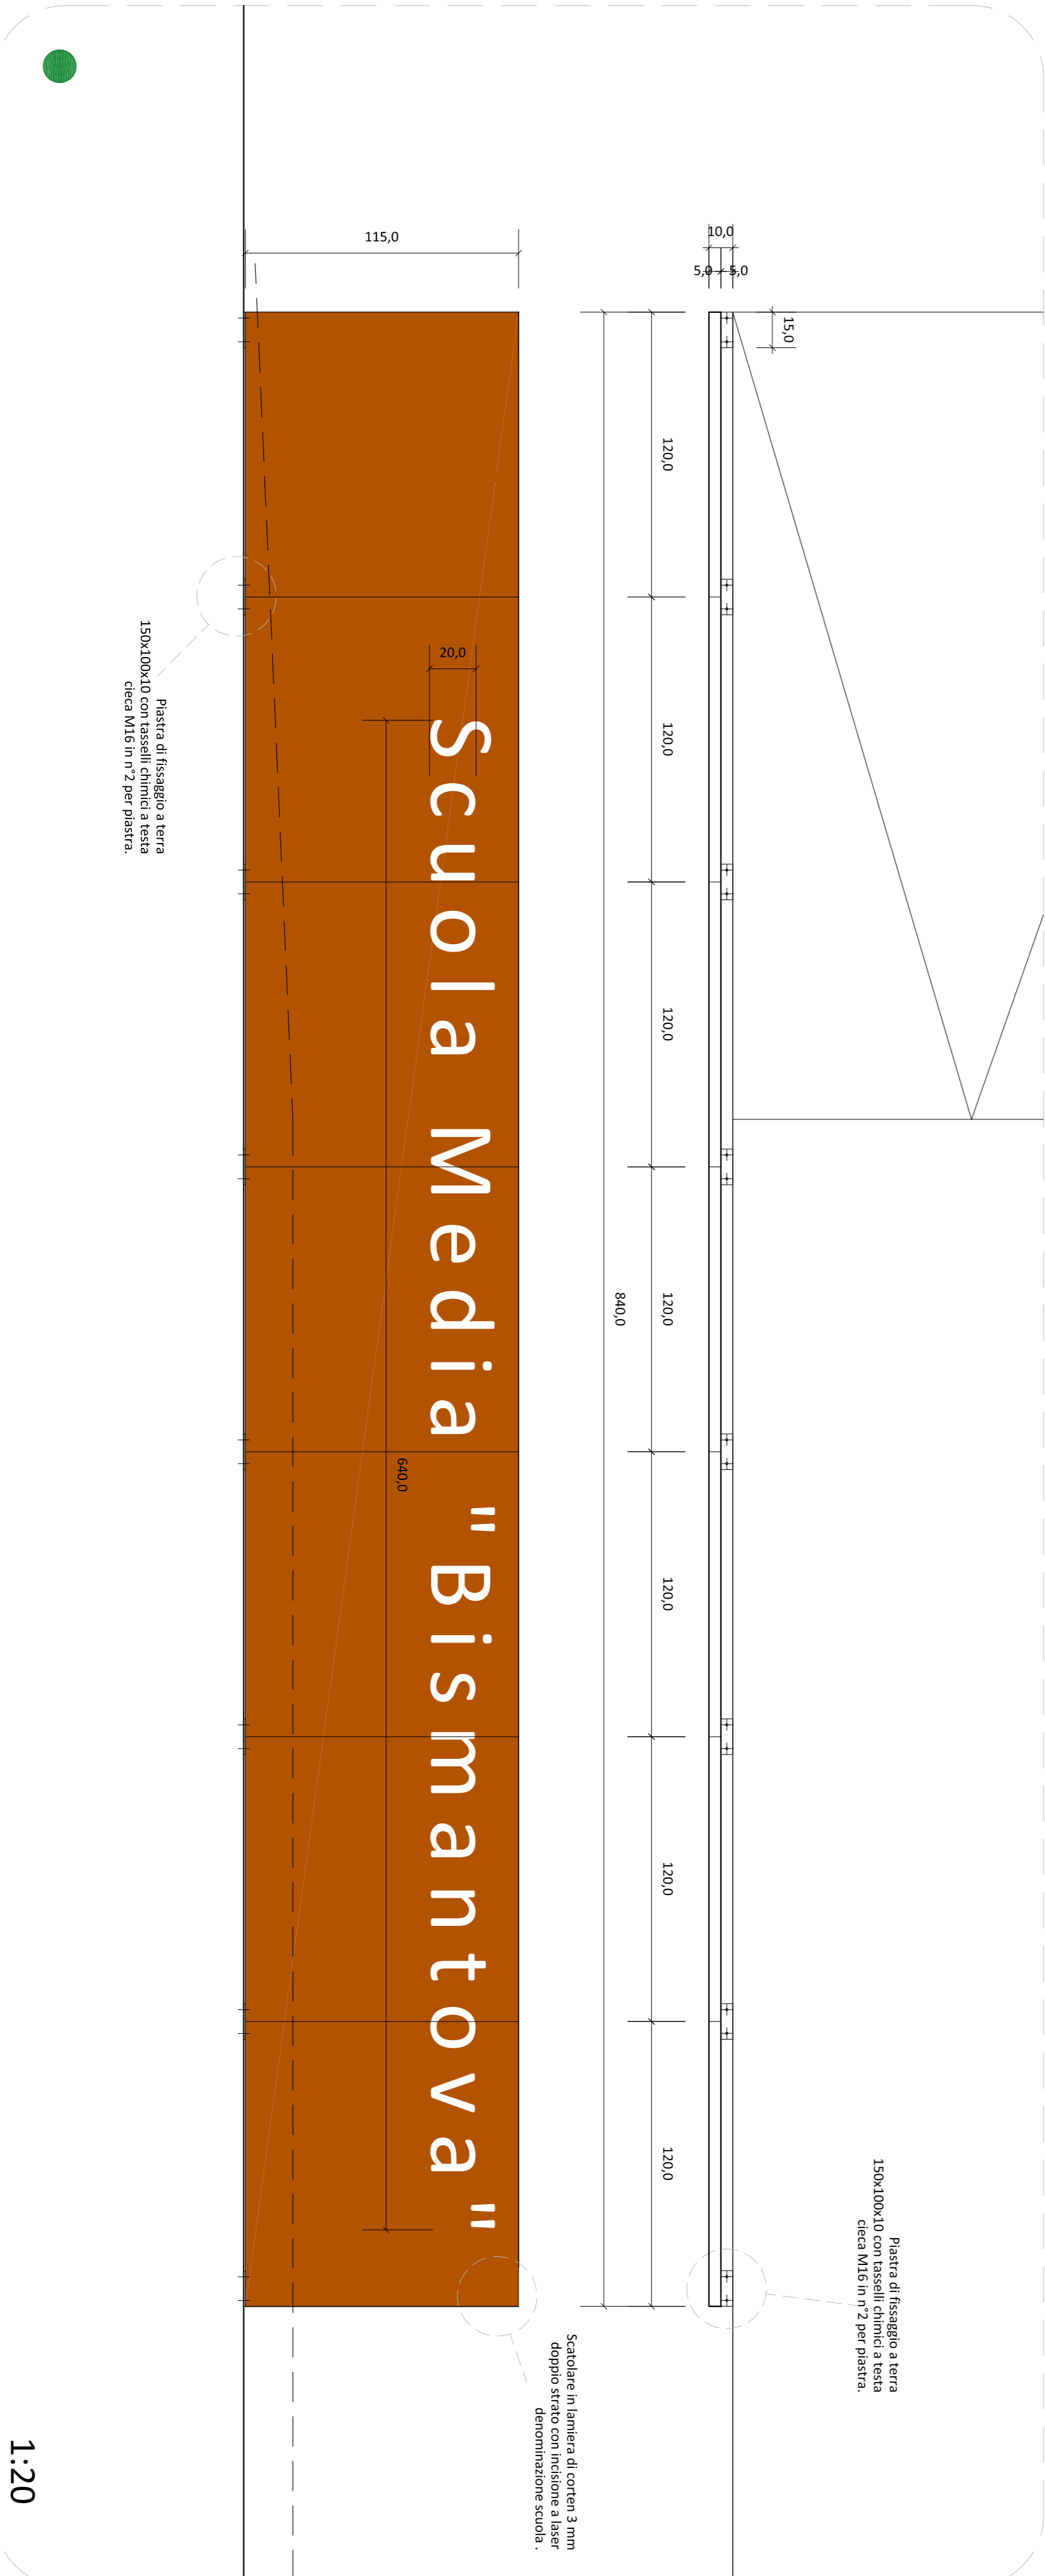 15,0
10,0
5,0
5,0
120,0
120,0
120,0
120,0
120,0
120,0
120,0
840,0
115,0
20,0
Scuola Media "Bismantova"
640,0
Piastra di fissaggio a terra
150x100x10 con tasselli chimici a testa
cieca M16 in n°2 per piastra.
Scatolare in lamiera di corten 3 mm
doppio strato con incisione a laser
denominazione scuola .
Piastra di fissaggio a terra
150x100x10 con tasselli chimici a testa
cieca M16 in n°2 per piastra.
1:20